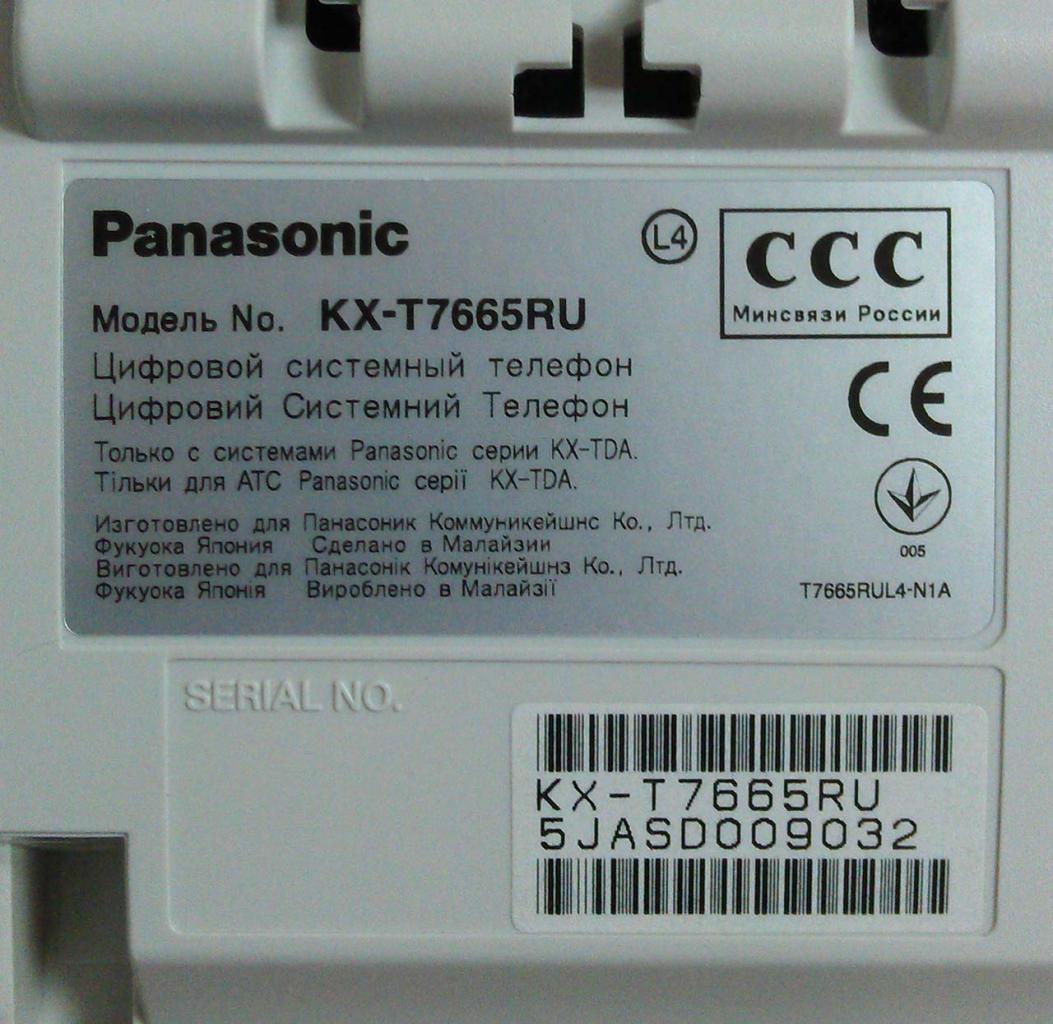 Panasonic
L4
ССС
Минсвязи России
Модель No. KX-T7665RU
Цифровой системный телефон
Цифровий Системний Телефон
CE
Только с системами Panasonic серии KX-TDA.
Тільки для АТС Panasonic серії KX-TDA.
Изготовлено для Панасоник Коммуникейшнс Ко., Лтд.
Фукуока Япония Сделано в Малайзии
Виготовлено для Панасонік Комунікейшнз Ко., Лтд.
Фукуока Японія Вироблено в Малайзії
005
T7665RUL4-N1A
SERIAL NO.
KX-T7665RU
5JASD009032